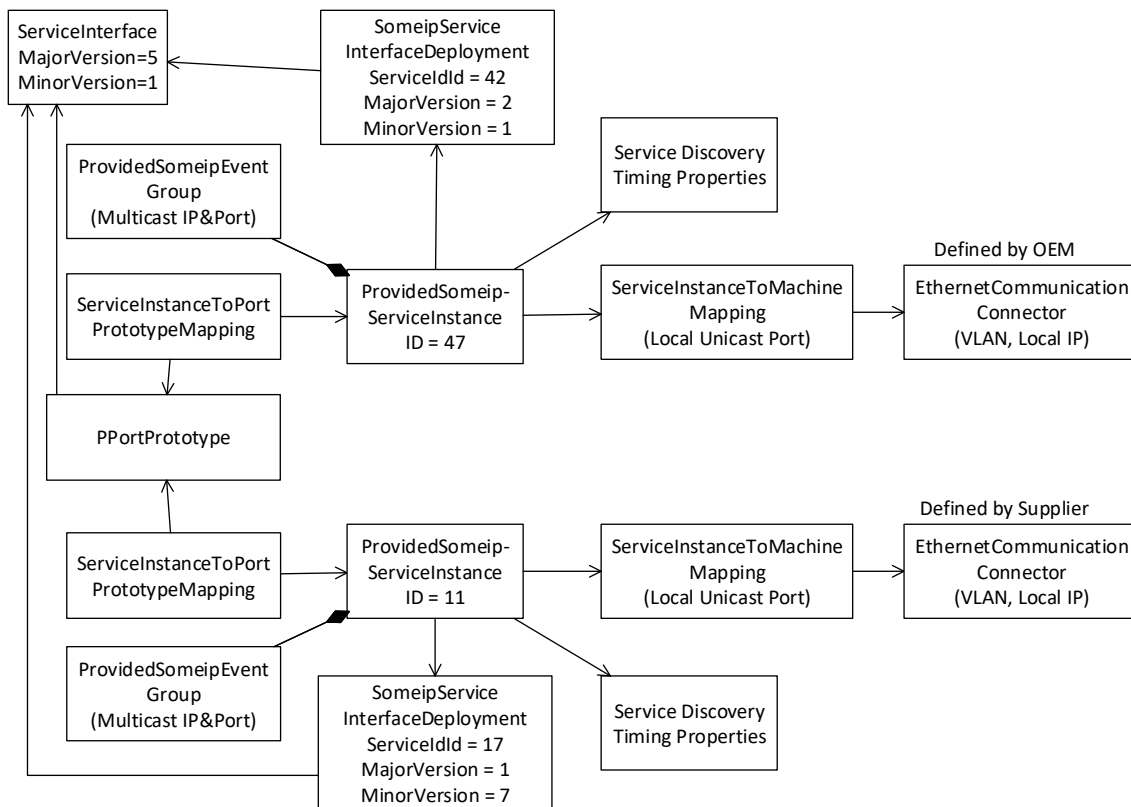 ServiceInterface
MajorVersion=5
MinorVersion=1
SomeipService
InterfaceDeployment
ServiceIdId = 42
MajorVersion = 2
MinorVersion = 1
ProvidedSomeipEvent
Group
(Multicast IP&Port)
Service Discovery
Timing Properties
Defined by OEM
ServiceInstanceToPort
PrototypeMapping
ProvidedSomeip-
ServiceInstance
ID = 47
ServiceInstanceToMachine
Mapping
(Local Unicast Port)
EthernetCommunication
Connector
(VLAN, Local IP)
PPortPrototype
Defined by Supplier
ServiceInstanceToPort
PrototypeMapping
ProvidedSomeip-
ServiceInstance
ID = 11
ServiceInstanceToMachine
Mapping
(Local Unicast Port)
EthernetCommunication
Connector
(VLAN, Local IP)
ProvidedSomeipEvent
Group
(Multicast IP&Port)
SomeipService
InterfaceDeployment
ServiceIdId = 17
MajorVersion = 1
MinorVersion = 7
Service Discovery
Timing Properties